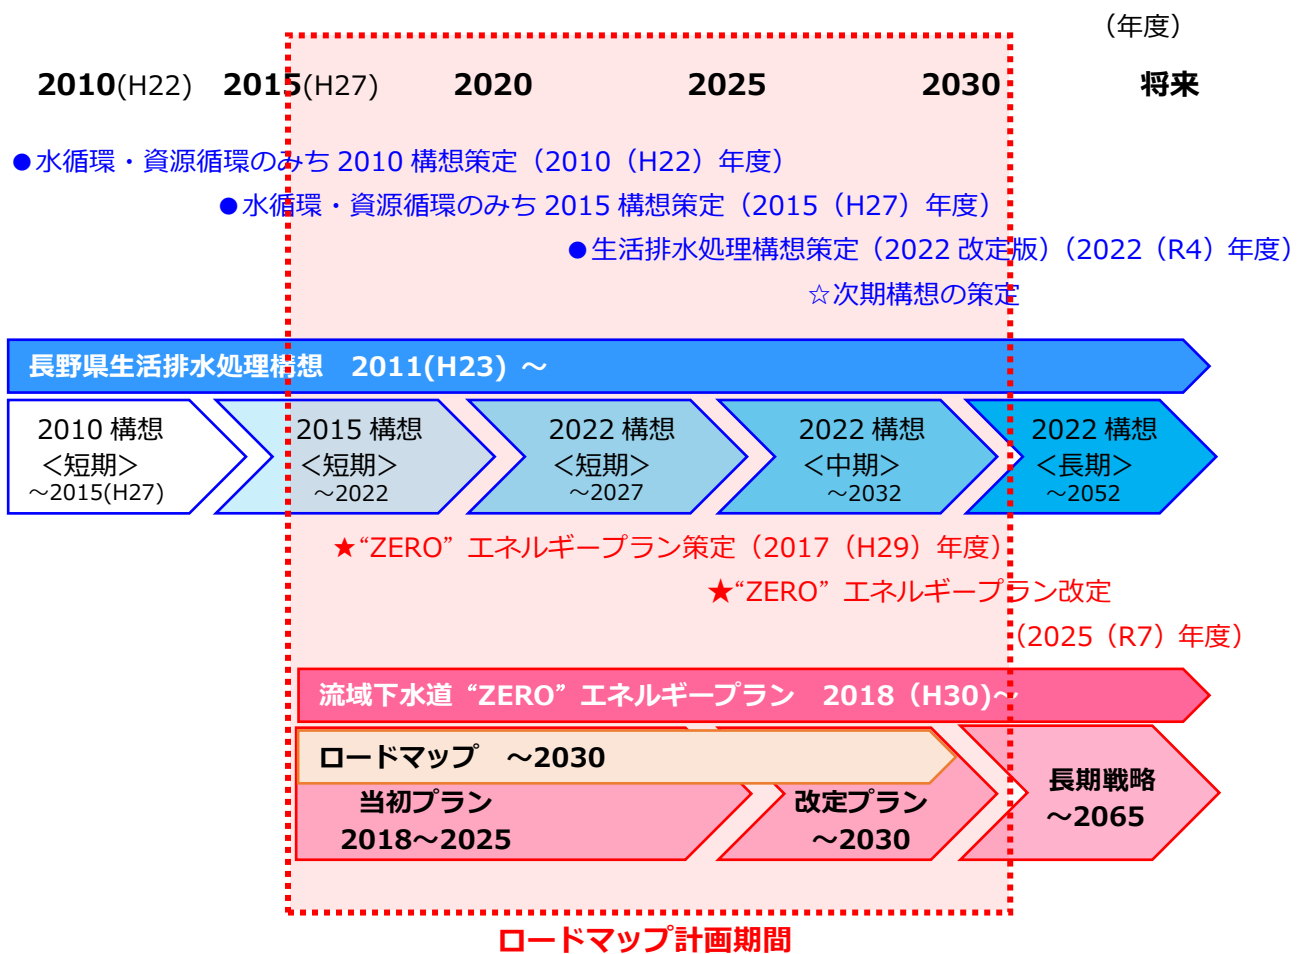 （年度）
2010(H22) 2015(H27) 2020 2025 2030 将来
●水循環・資源循環のみち 2010 構想策定（2010（H22）年度）
●水循環・資源循環のみち 2015 構想策定（2015（H27）年度）
●生活排水処理構想策定（2022 改定版）（2022（R4）年度）
☆次期構想の策定
長野県生活排水処理構想　2011(H23) ～
2010 構想
＜短期＞
～2015(H27)
2015 構想
＜短期＞
～2022
2022 構想
＜短期＞
～2027
2022 構想
＜中期＞
～2032
2022 構想
＜長期＞
～2052
★“ZERO”エネルギープラン策定（2017（H29）年度）
★“ZERO”エネルギープラン改定
（2025（R7）年度）
流域下水道“ZERO”エネルギープラン　2018（H30)～
ロードマップ　～2030
当初プラン
2018～2025
改定プラン
～2030
長期戦略
～2065
ロードマップ計画期間